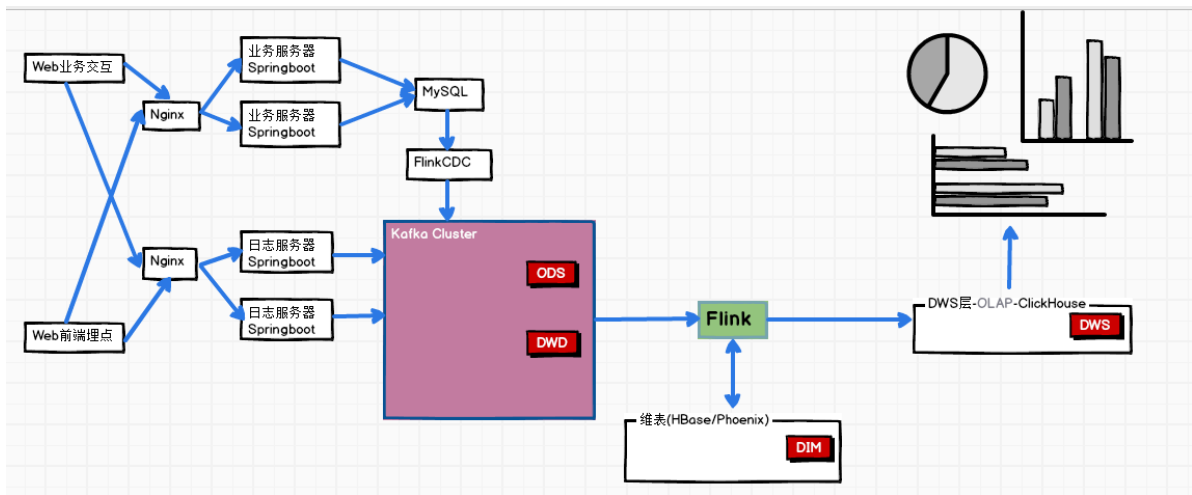 Web业务交互
Nginx
业务服务器
Springboot
业务服务器
Springboot
MySQL
FlinkCDC
Kafka Cluster
ODS
DWD
Nginx
日志服务器
Springboot
日志服务器
Springboot
Web前端埋点
Flink
维表(HBase/Phoenix)
DIM
DWS层-OLAP-ClickHouse
DWS